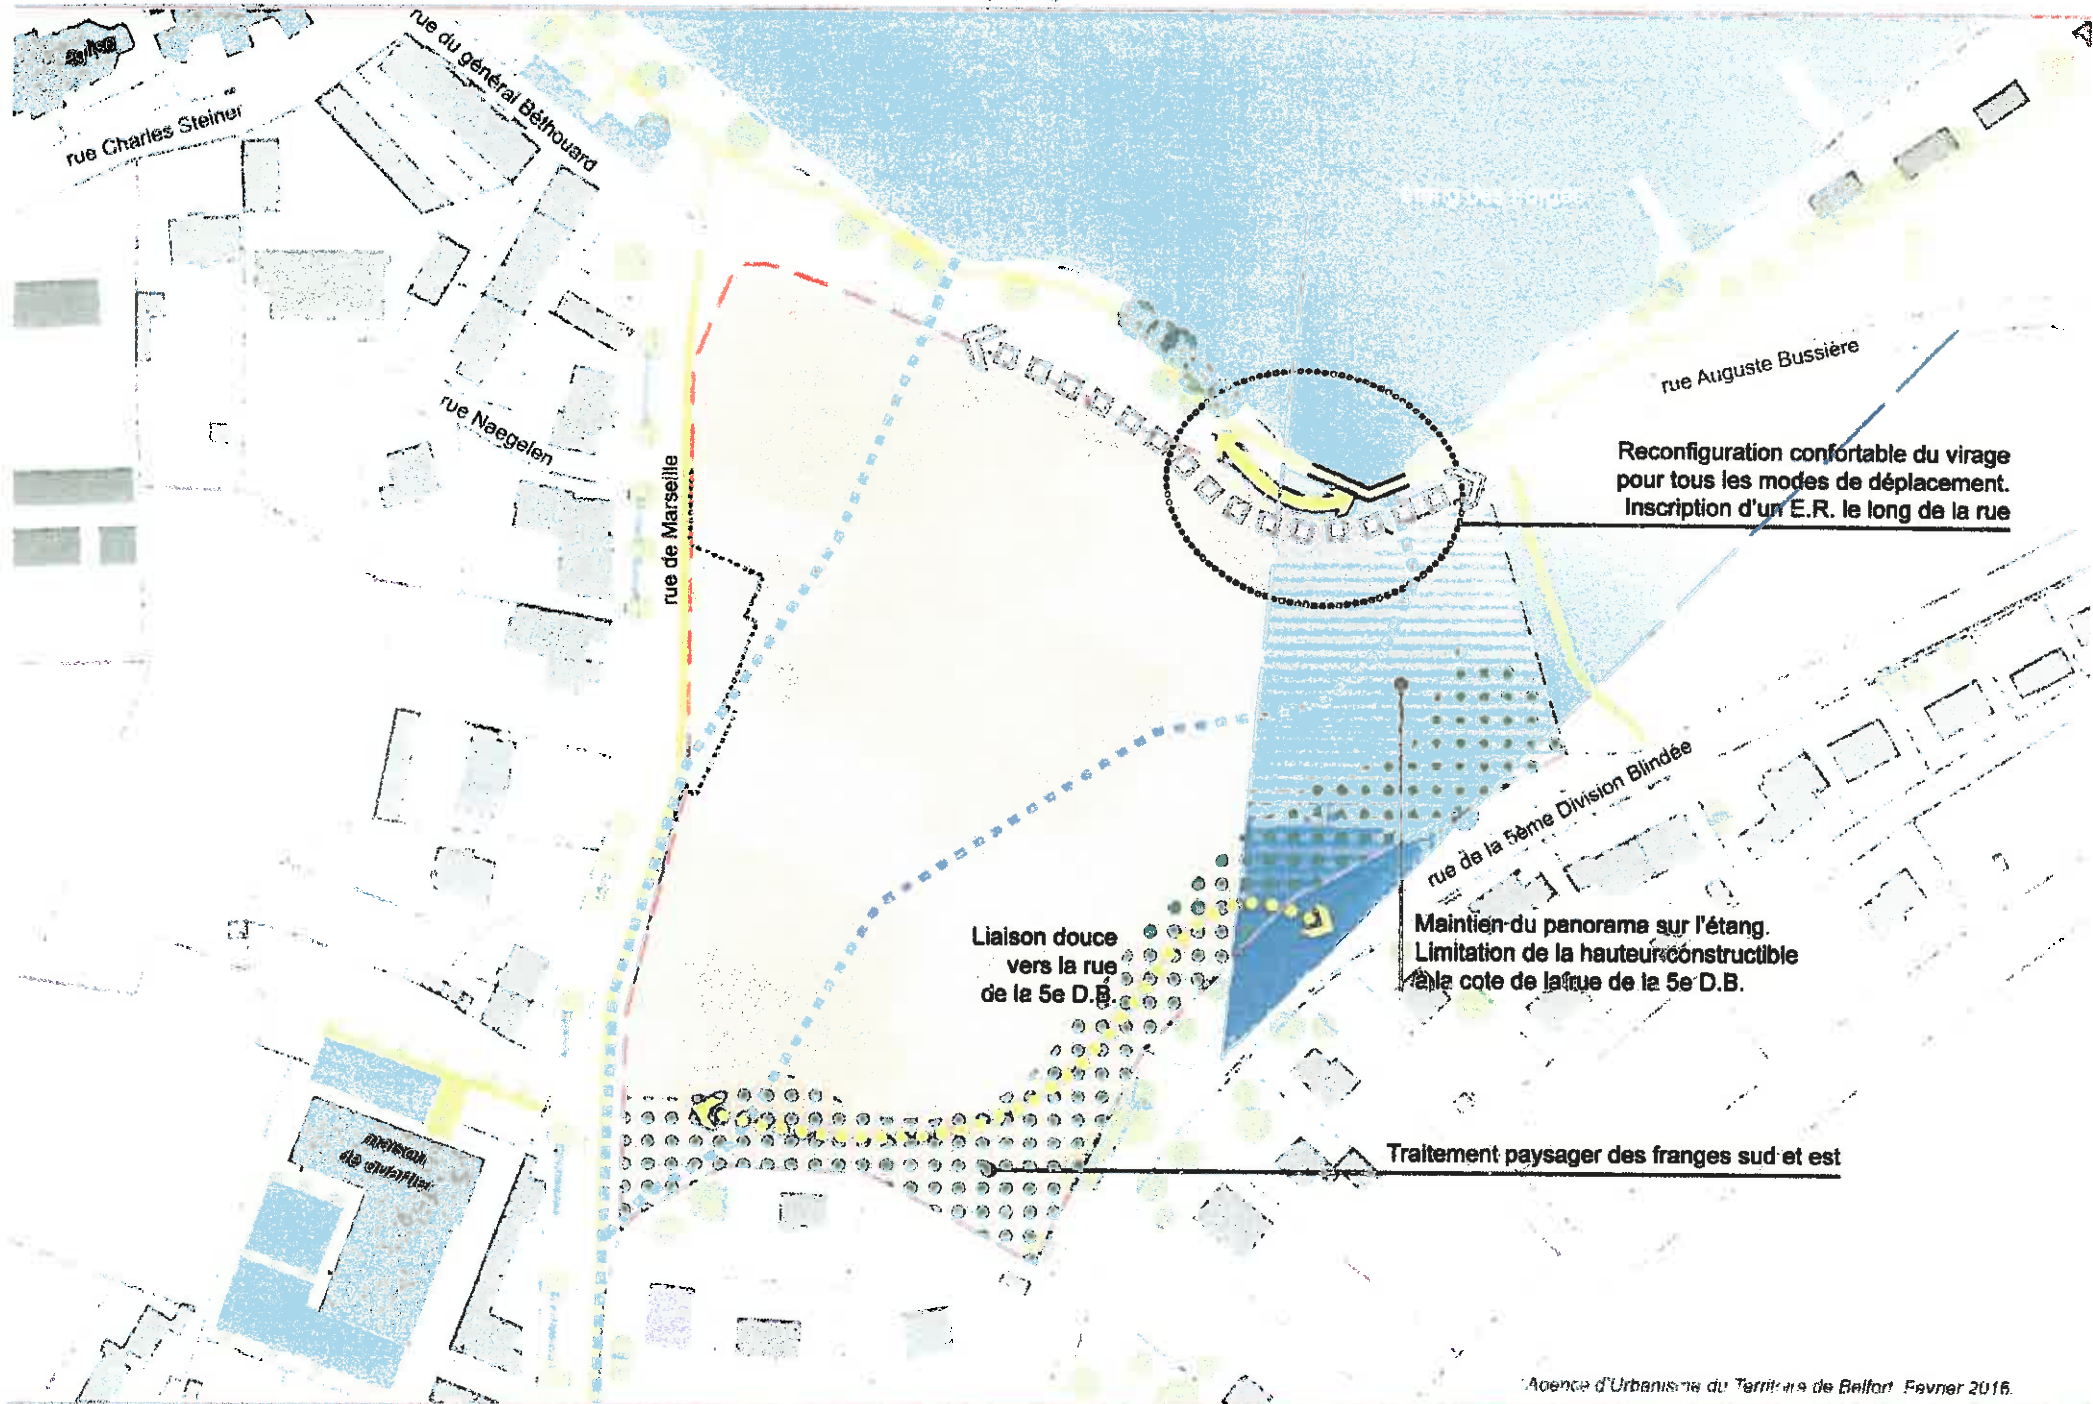 église
rue du général Béthouard
rue Charles Steiner
rue Naegelen
rue de Marseille
rue Auguste Bussière
Reconfiguration confortable du virage
pour tous les modes de déplacement.
Inscription d'un E.R. le long de la rue
rue de la 5ème Division Blindée
Liaison douce
vers la rue
de la 5e D.B.
Maintien du panorama sur l'étang.
Limitation de la hauteur constructible
à la cote de la rue de la 5e D.B.
Traitement paysager des franges sud et est
maison
de quartier
Agence d'Urbanisme du Territoire de Belfort. Février 2016.